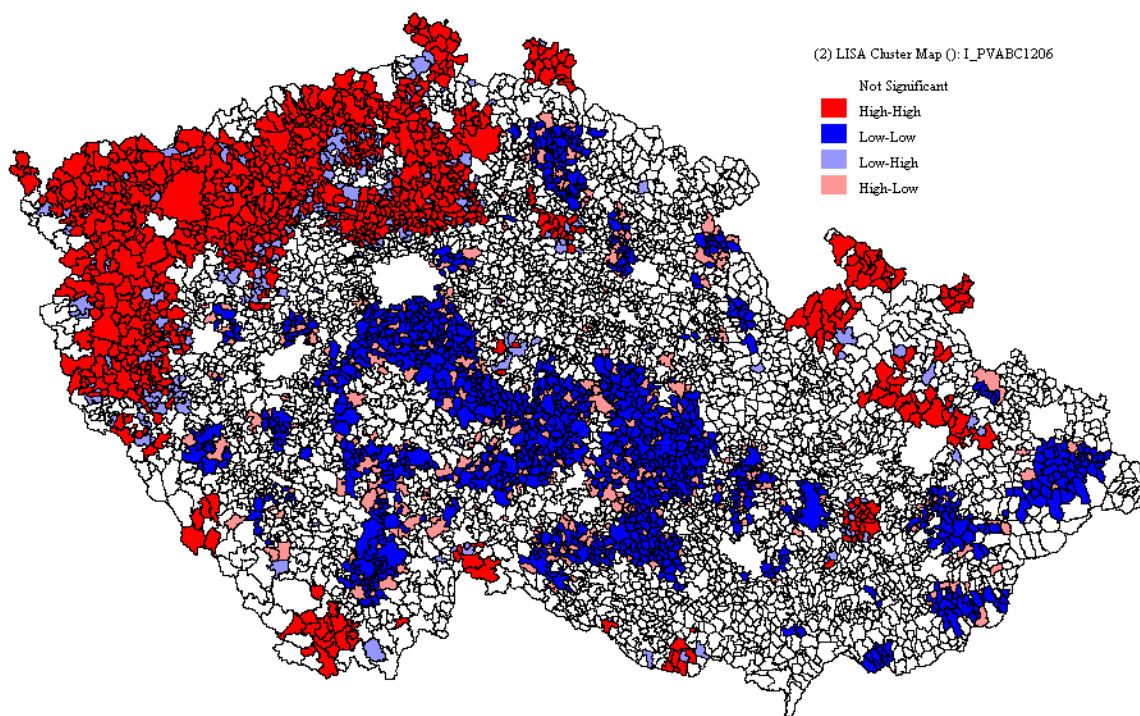 (2) LISA Cluster Map (): I_PVABC1206
Not Significant
High-High
Low-Low
Low-High
High-Low